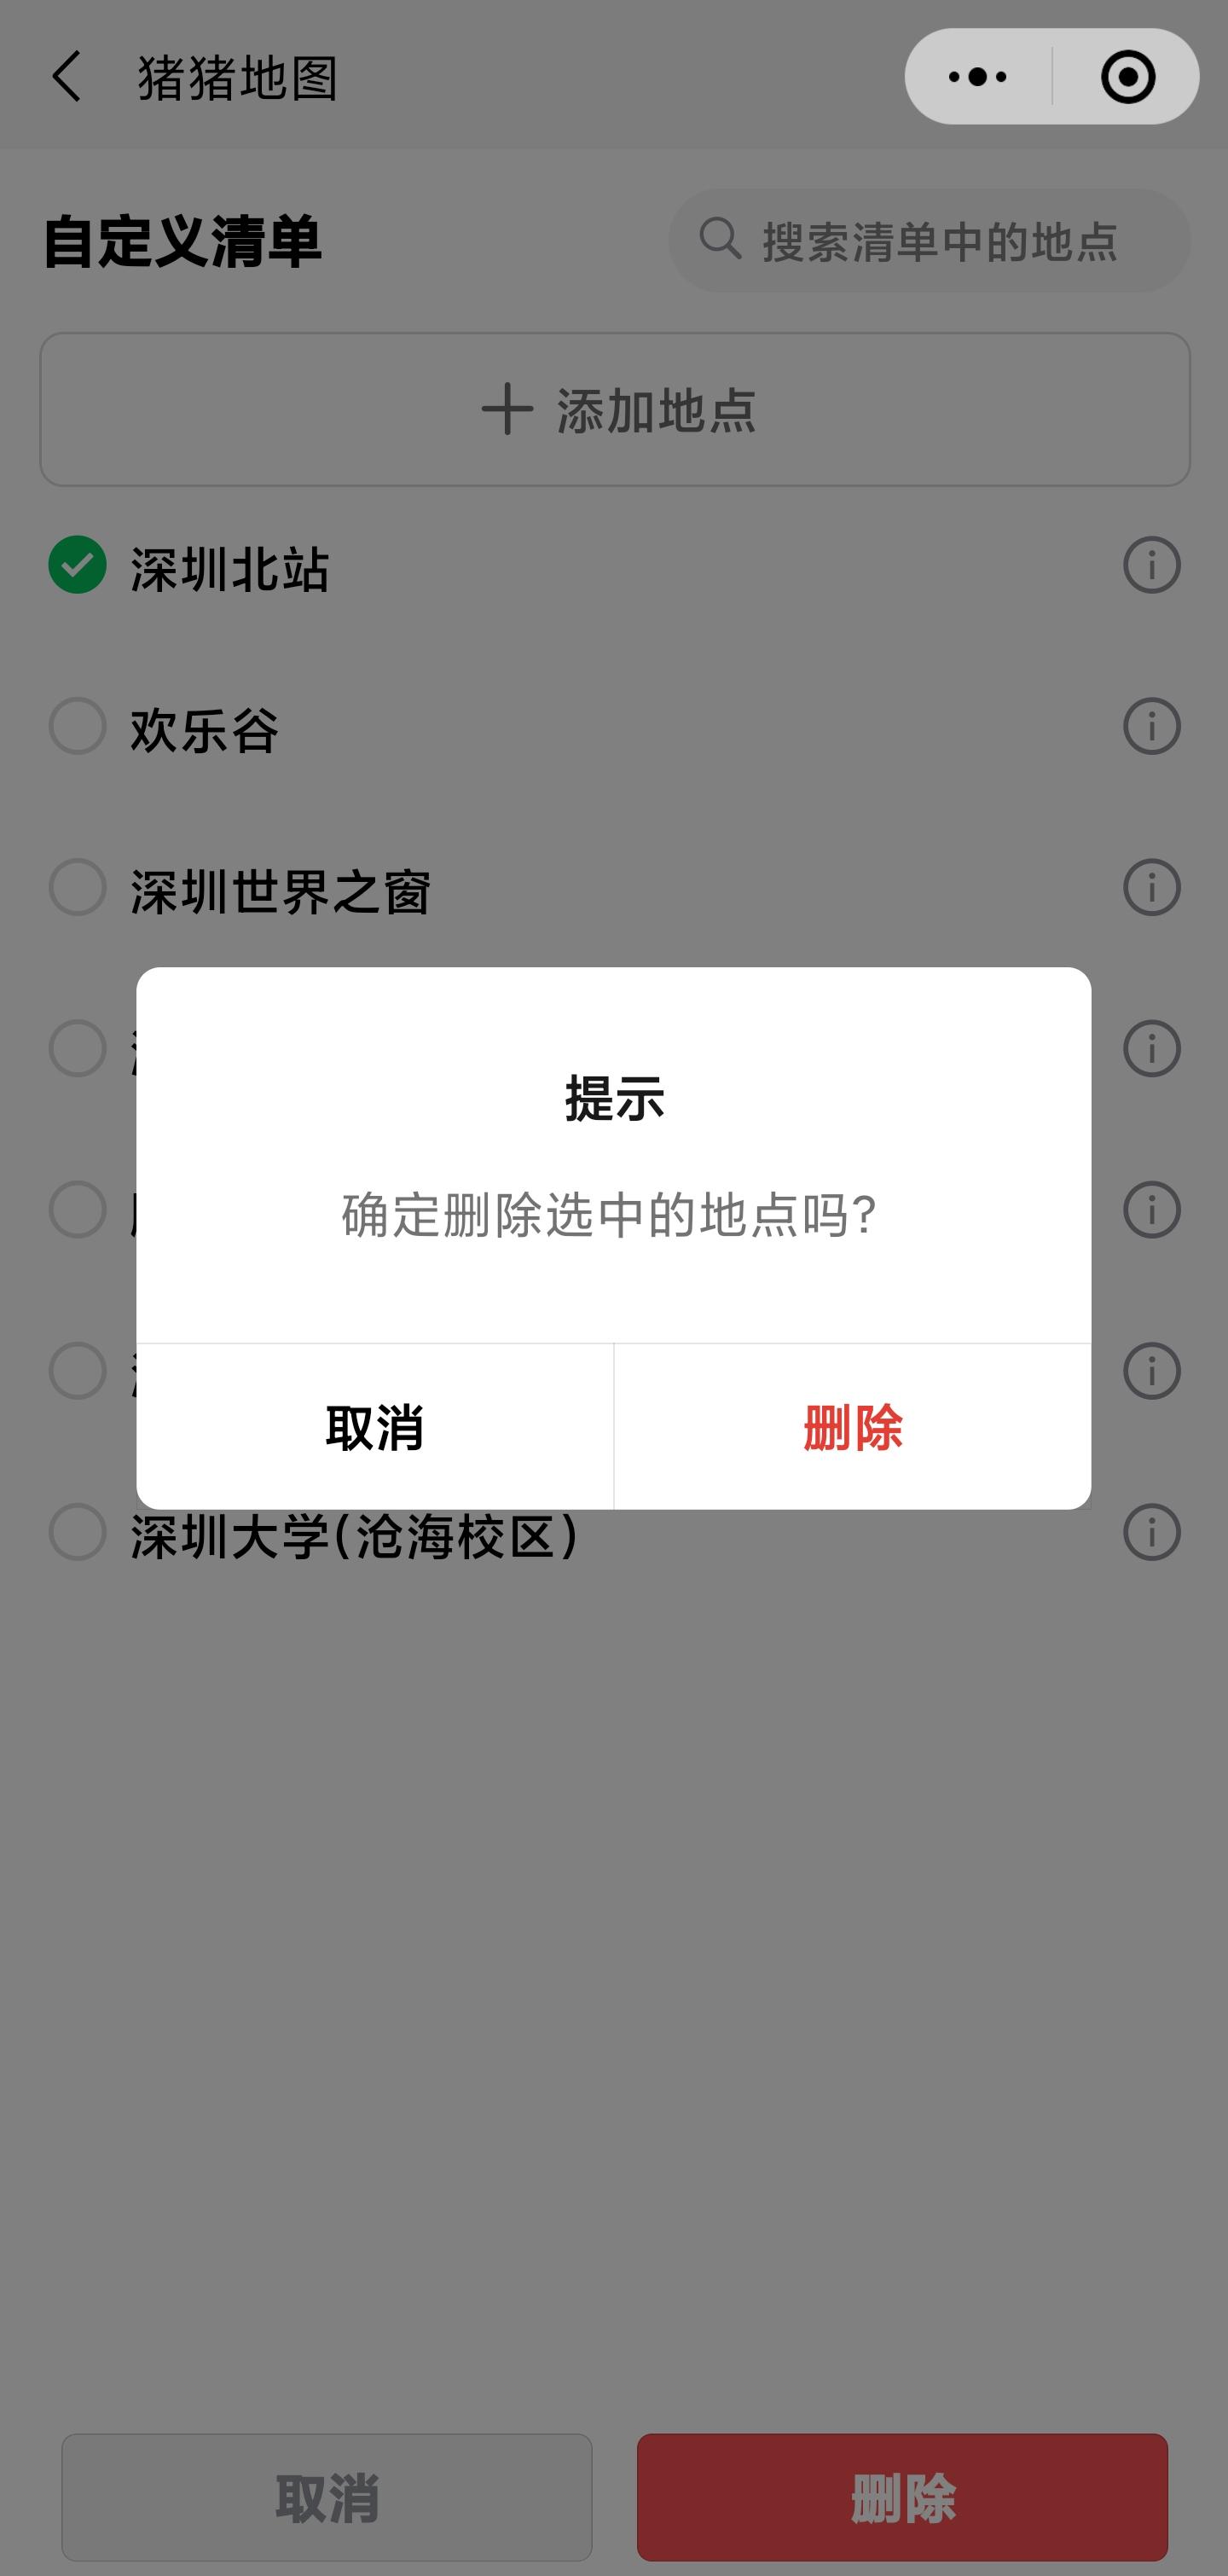 猪猪地图
自定义清单
搜索清单中的地点
添加地点
深圳北站
欢乐谷
深圳世界之窗
提示
确定删除选中的地点吗?
取消
删除
深圳大学(沧海校区)
取消
删除